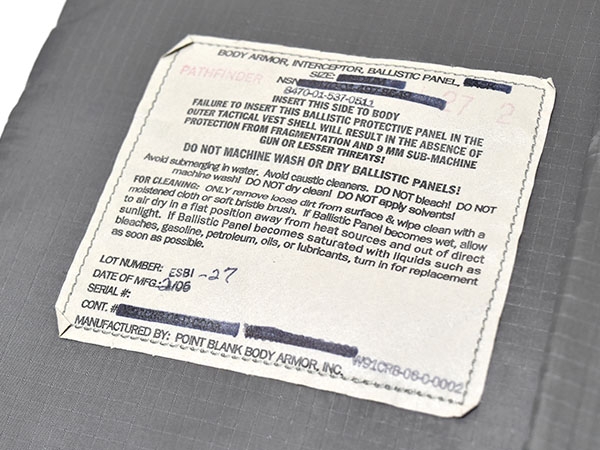 BODY ARMOR, INTERCEPTOR, BALLISTIC PANEL,
PATHFINDER
SIZE:
27 2
NSN
8470-01-537-0511
INSERT THIS SIDE TO BODY
FAILURE TO INSERT THIS BALLISTIC PROTECTIVE PANEL IN THE
OUTER TACTICAL VEST SHELL WILL RESULT IN THE ABSENCE OF
PROTECTION FROM FRAGMENTATION AND 9 MM SUB-MACHINE
GUN OR LESSER THREATS!
DO NOT MACHINE WASH OR DRY BALLISTIC PANELS!
Avoid submerging in water. Avoid caustic cleaners. DO NOT bleach! DO NOT
machine wash! DO NOT dry clean! DO NOT apply solvents!
FOR CLEANING: ONLY remove loose dirt from surface & wipe clean with a
moistened cloth or soft bristle brush. If Ballistic Panel becomes wet, allow
to air dry in a flat position away from heat sources and out of direct
sunlight. If Ballistic Panel becomes saturated with liquids such as
bleaches, gasoline, petroleum, oils, or lubricants, turn in for replacement
as soon as possible.
LOT NUMBER: ESBI -27
DATE OF MFG 2/06
SERIAL #:
CONT. #
W91CRB-06-C-0002
MANUFACTURED BY: POINT BLANK BODY ARMOR, INC.